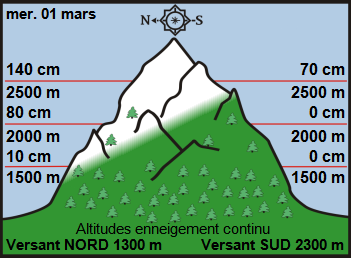 mer. 01 mars
N S
140 cm 70 cm
2500 m 2500 m
80 cm 0 cm
2000 m 2000 m
10 cm 0 cm
1500 m 1500 m
Altitudes enneigement continu
Versant NORD 1300 m Versant SUD 2300 m